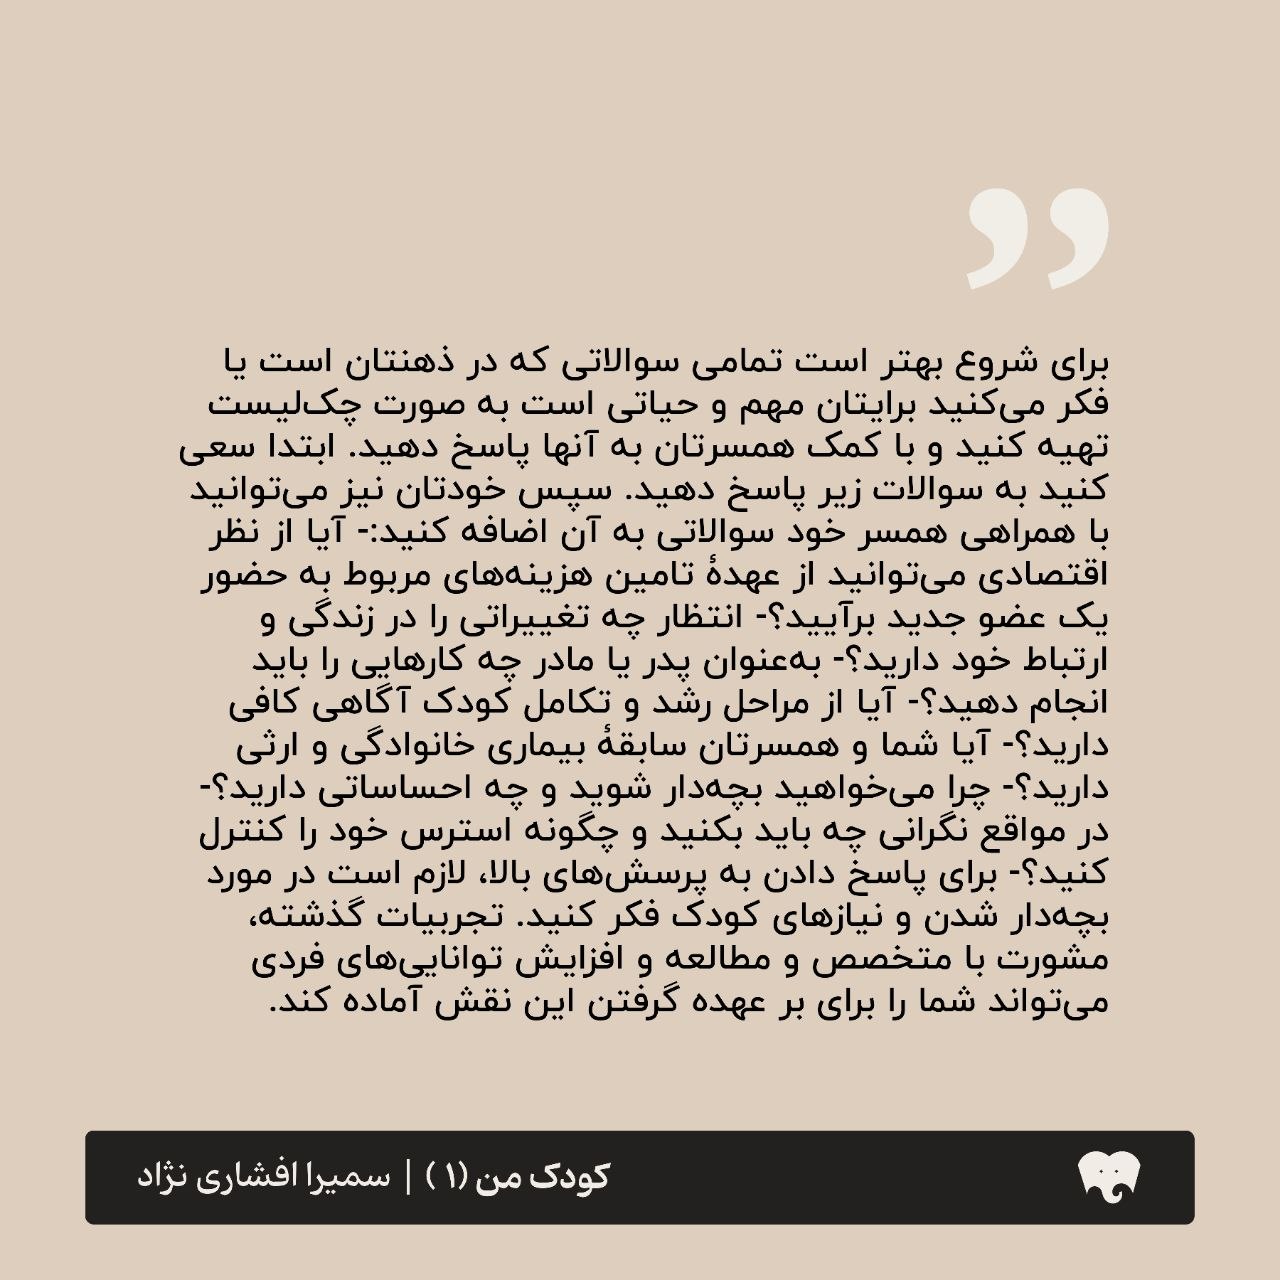 برای شروع بهتر است تمامی سوالاتی که در ذهنتان است یا
فکر می‌کنید برایتان مهم و حیاتی است به صورت چک‌لیست
تهیه کنید و با کمک همسرتان به آنها پاسخ دهید. ابتدا سعی
کنید به سوالات زیر پاسخ دهید. سپس خودتان نیز می‌توانید
با همراهی همسر خود سوالاتی به آن اضافه کنید:- آیا از نظر
اقتصادی می‌توانید از عهدهٔ تامین هزینه‌های مربوط به حضور
یک عضو جدید برآیید؟- انتظار چه تغییراتی را در زندگی و
ارتباط خود دارید؟- به‌عنوان پدر یا مادر چه کارهایی را باید
انجام دهید؟- آیا از مراحل رشد و تکامل کودک آگاهی کافی
دارید؟- آیا شما و همسرتان سابقهٔ بیماری خانوادگی و ارثی
دارید؟- چرا می‌خواهید بچه‌دار شوید و چه احساساتی دارید؟-
در مواقع نگرانی چه باید بکنید و چگونه استرس خود را کنترل
کنید؟- برای پاسخ دادن به پرسش‌های بالا، لازم است در مورد
بچه‌دار شدن و نیازهای کودک فکر کنید. تجربیات گذشته،
مشورت با متخصص و مطالعه و افزایش توانایی‌های فردی
می‌تواند شما را برای بر عهده گرفتن این نقش آماده کند.
کودک من (۱ ) | سمیرا افشاری نژاد